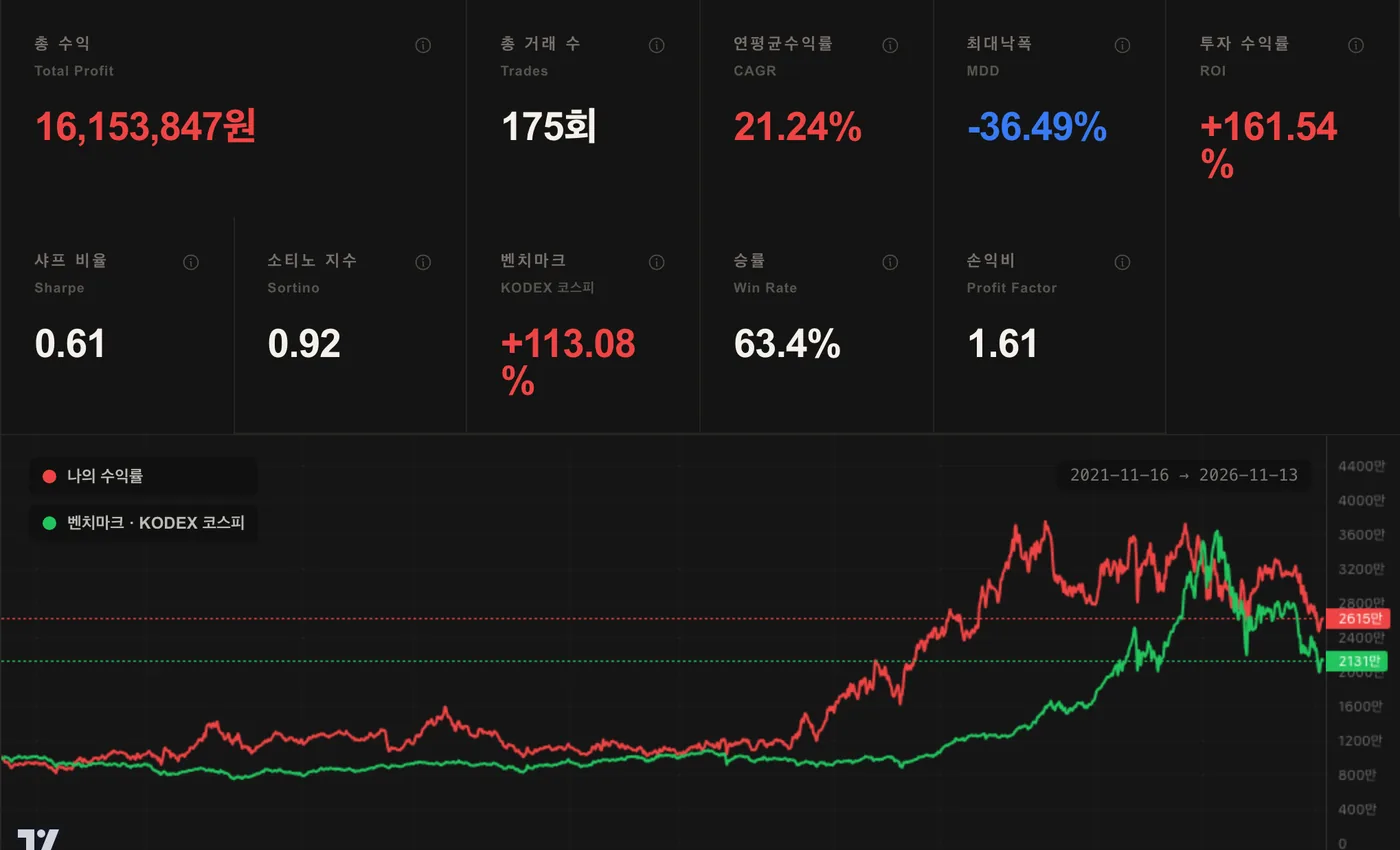 총 수익
Total Profit
16,153,847원
총 거래 수
Trades
175회
연평균수익률
CAGR
21.24%
최대낙폭
MDD
-36.49%
투자 수익률
ROI
+161.54
%
샤프 비율
Sharpe
0.61
소티노 지수
Sortino
0.92
벤치마크
KODEX 코스피
+113.08
%
승률
Win Rate
63.4%
손익비
Profit Factor
1.61
나의 수익률
벤치마크 · KODEX 코스피
2021-11-16 → 2026-11-13
4400만
4000만
3600만
3200만
2800만
2615만
2400만
2131만
2000만
1600만
1200만
800만
400만
0